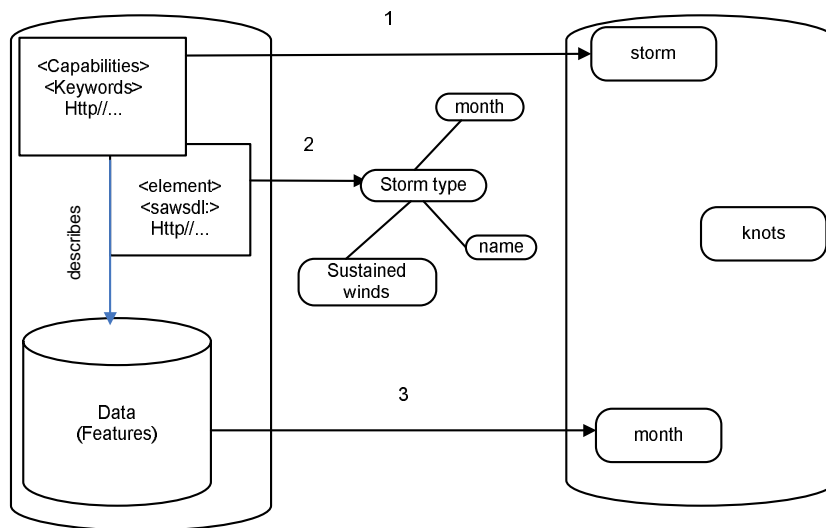 1
<Capabilities>
<Keywords>
Http//...
storm
month
2
<element>
<sawsdl:>
Http//...
Storm type
describes
name
knots
Sustained
winds
3
Data
(Features)
month